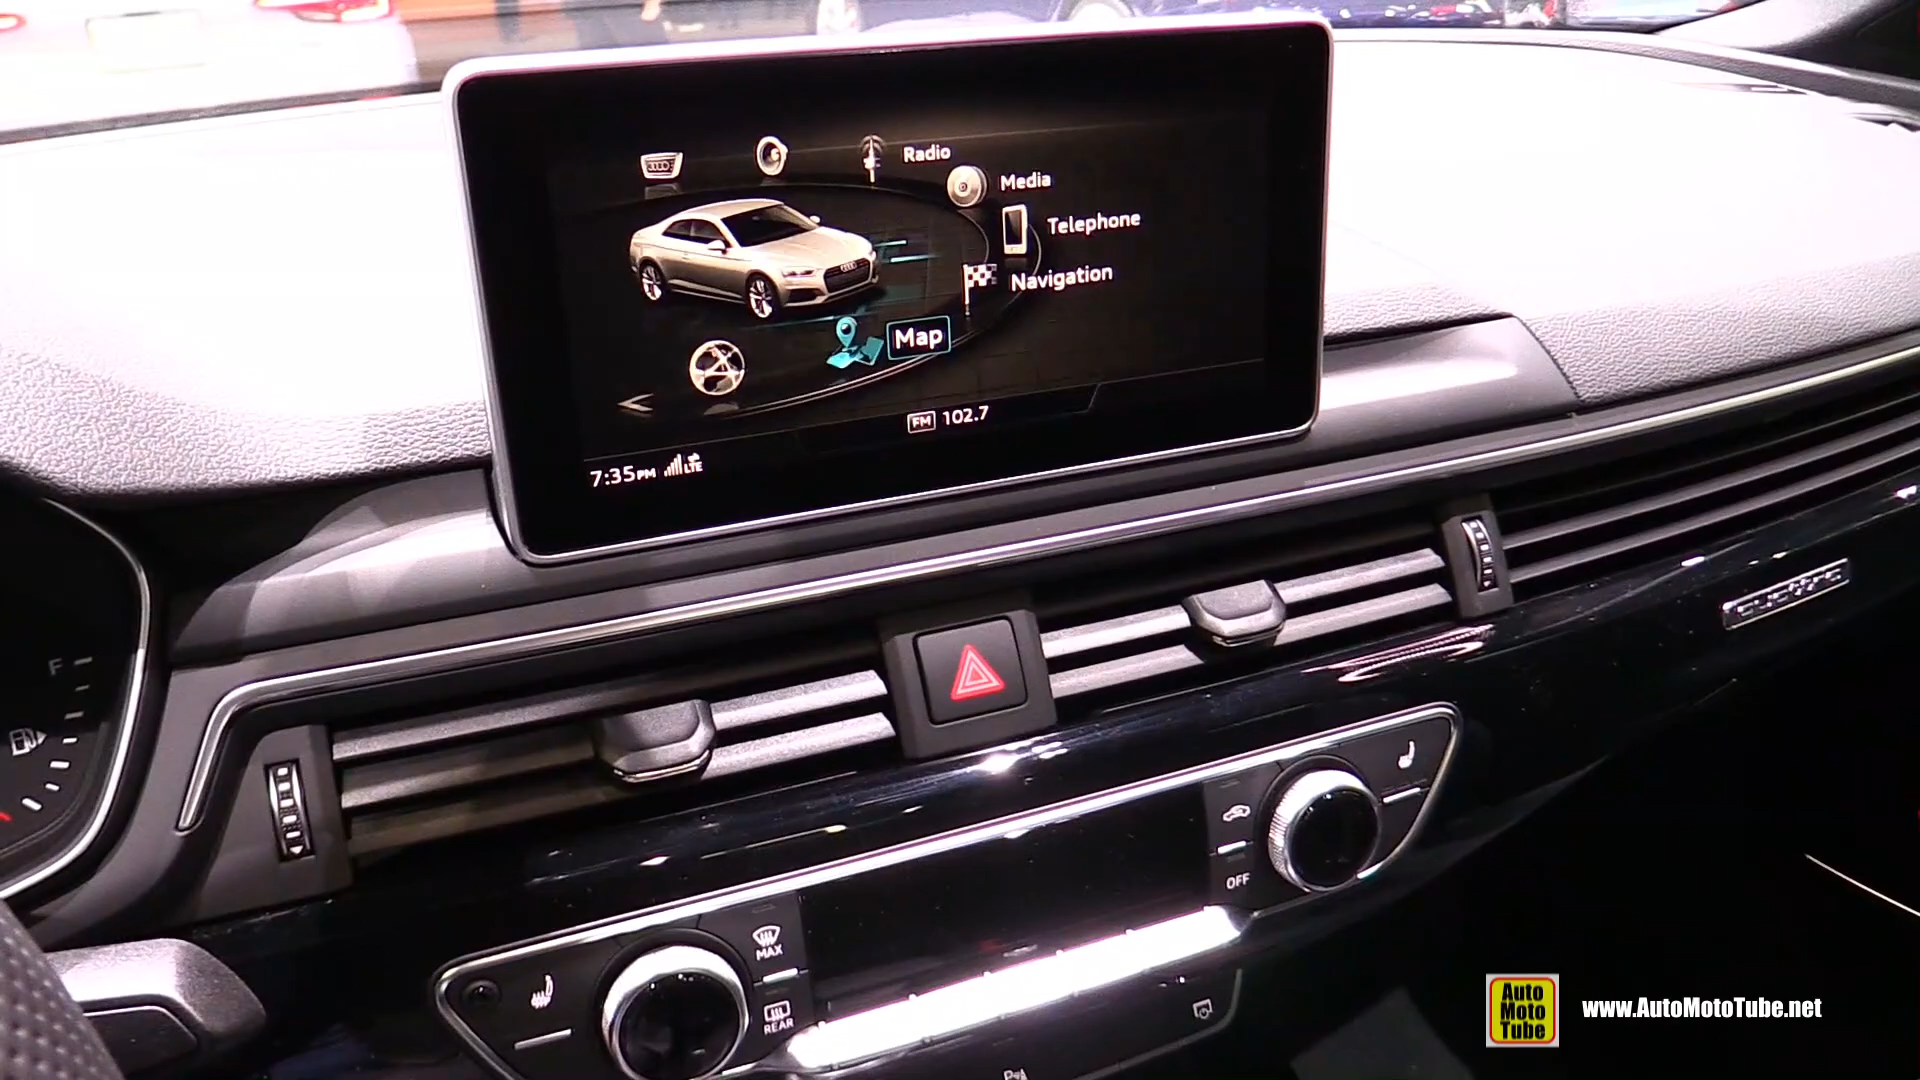 Radio
Media
Telephone
Navigation
Map
FM 102.7
7:35PM LTE
F
quattro
OFF
MAX
REAR
Auto
Moto
Tube
www.AutoMotoTube.net